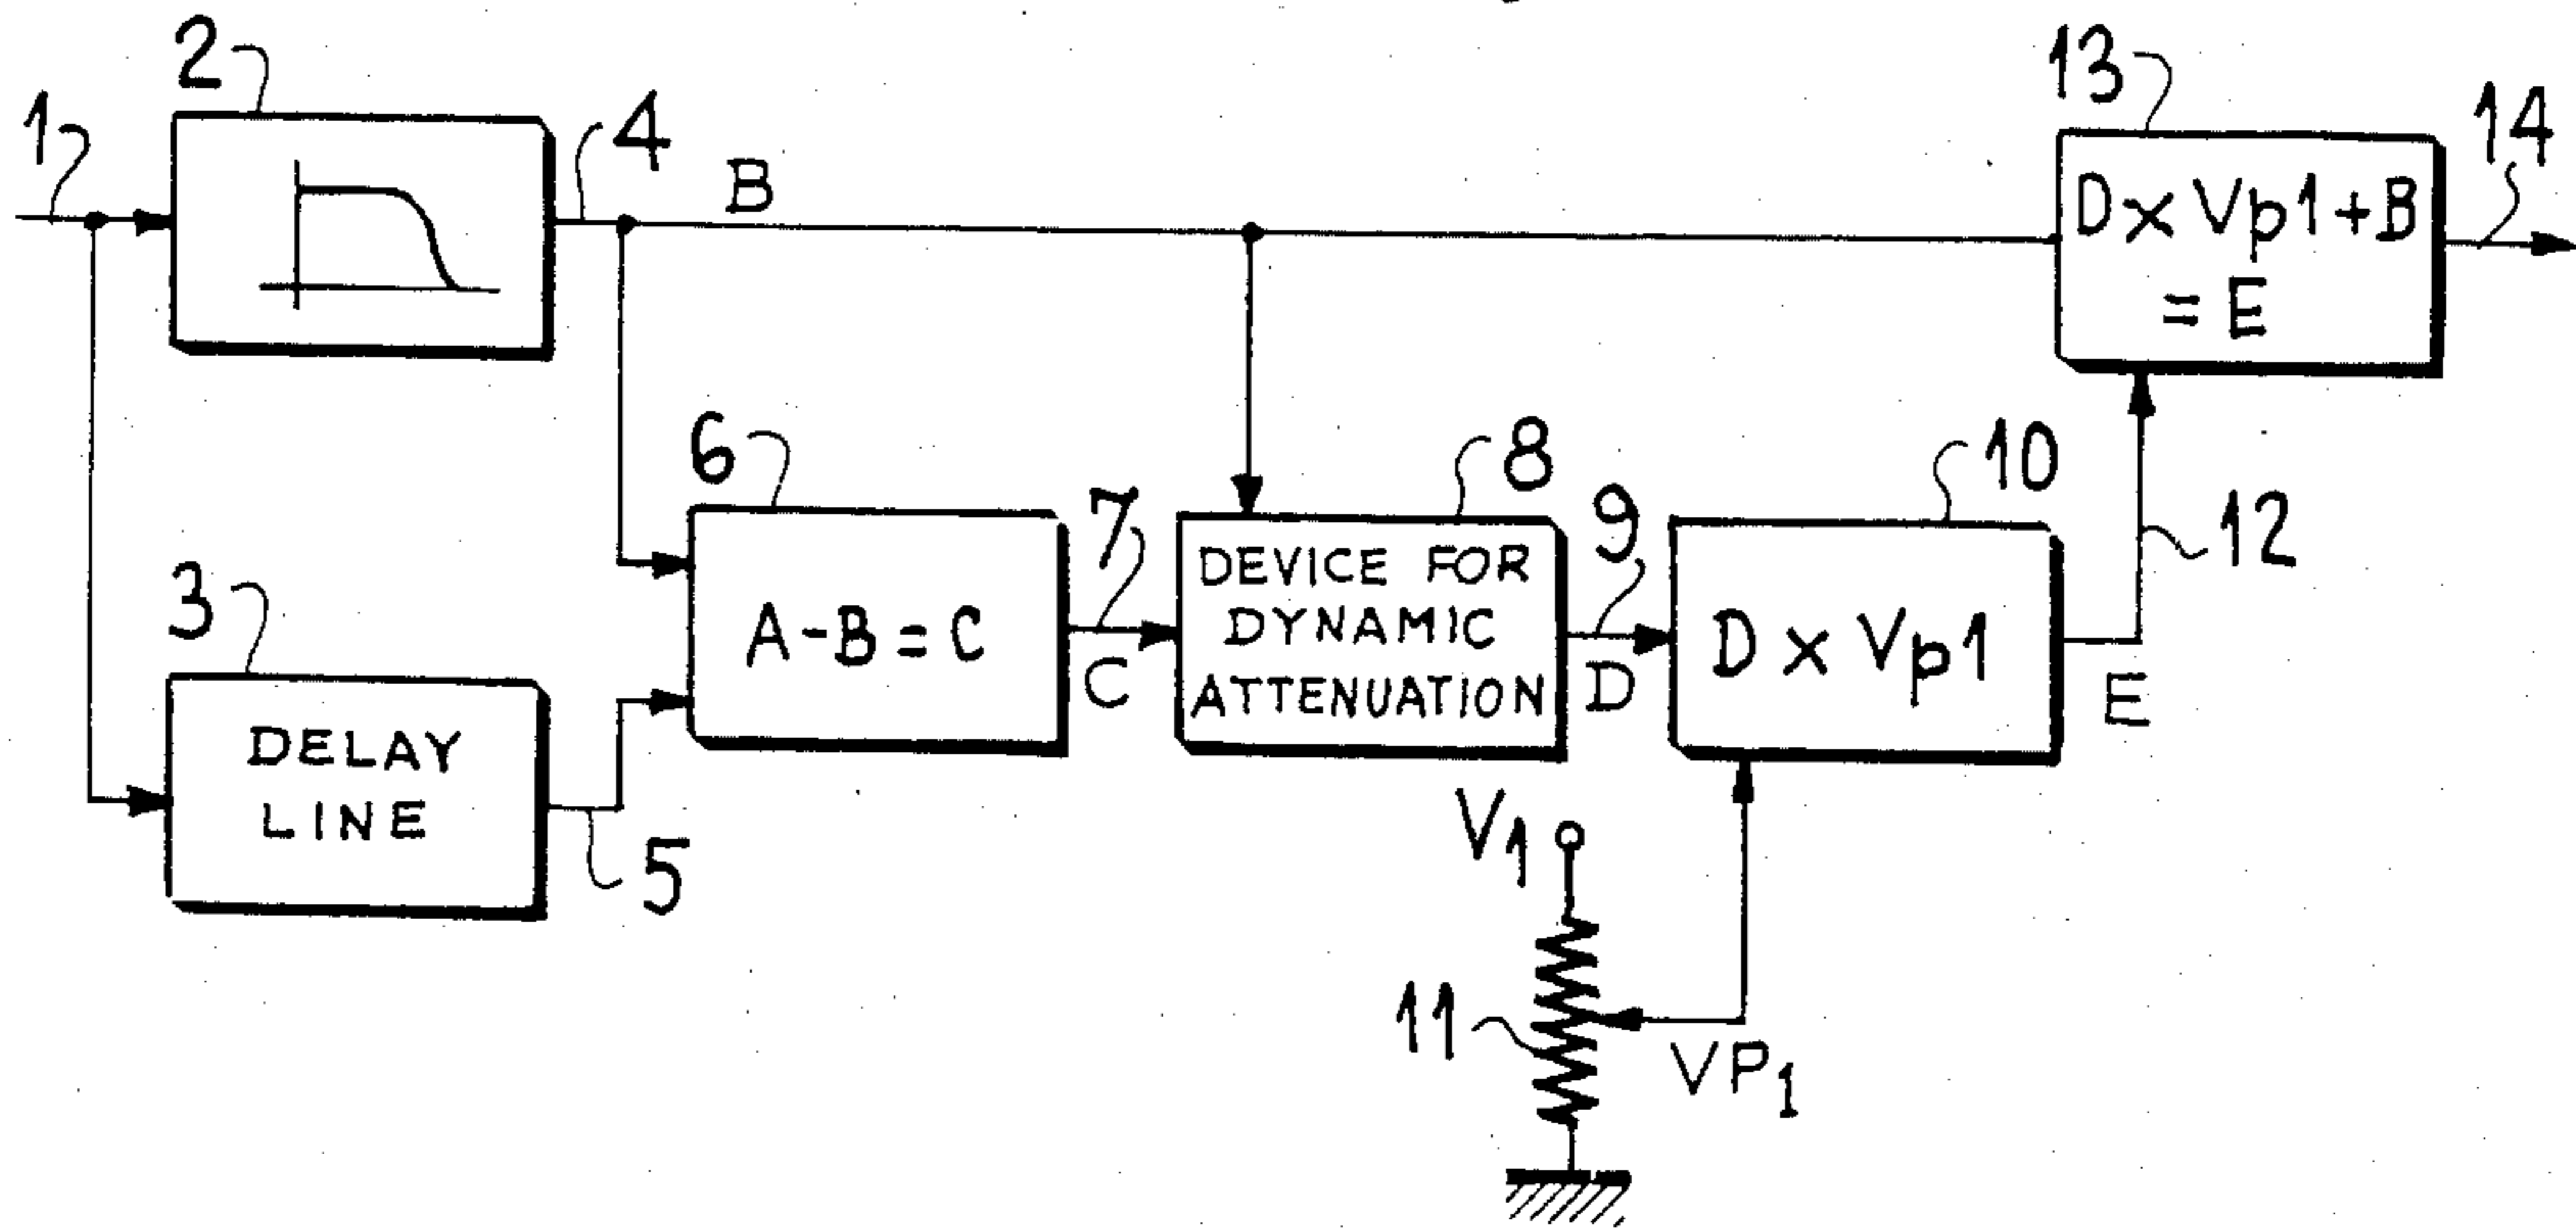 1
2
4
B
13
D x Vp1 + B
= E
14
3
DELAY
LINE
5
6
A - B = C
7
C
8
DEVICE FOR
DYNAMIC
ATTENUATION
9
D
10
D x Vp1
12
E
V1
11
VP1